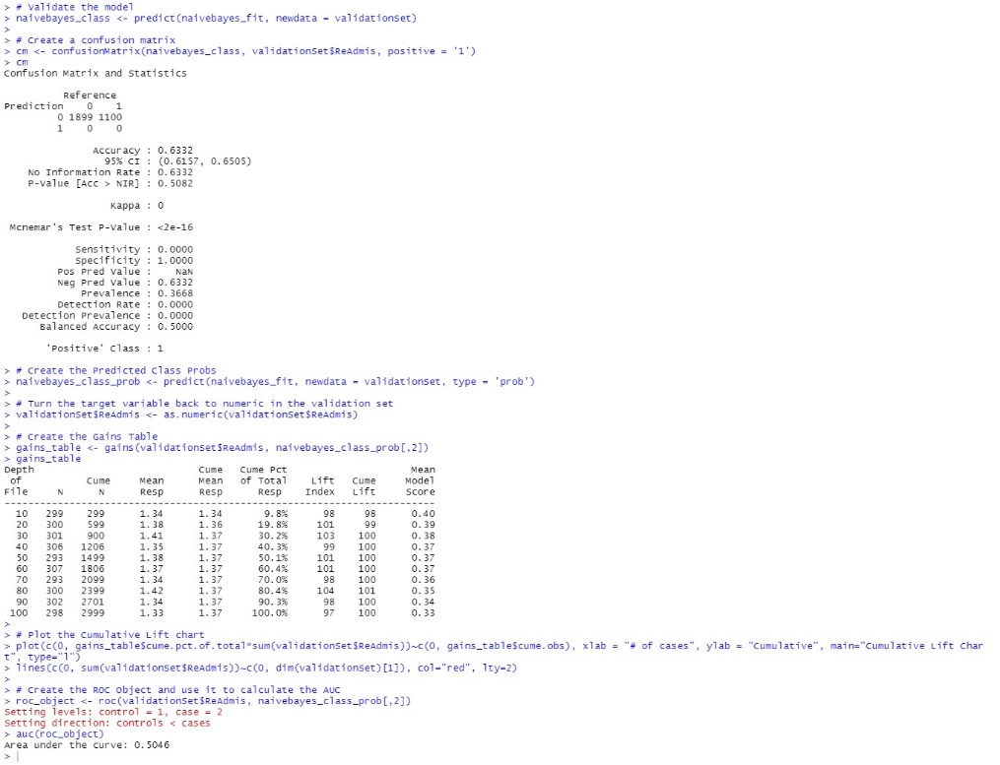 > # Validate the model
> naivebayes_class <- predict(naivebayes_fit, newdata = validationSet)
>
> # Create a confusion matrix
> cm <- confusionMatrix(naivebayes_class, validationSet$ReAdmis, positive = '1')
> cm
Confusion Matrix and Statistics

          Reference
Prediction    0    1
         0 1899 1100
         1    0    0

               Accuracy : 0.6332
                 95% CI : (0.6157, 0.6505)
    No Information Rate : 0.6332
    P-Value [Acc > NIR] : 0.5082

                  Kappa : 0

 Mcnemar's Test P-Value : <2e-16

            Sensitivity : 0.0000
            Specificity : 1.0000
         Pos Pred Value :    NaN
         Neg Pred Value : 0.6332
             Prevalence : 0.3668
         Detection Rate : 0.0000
   Detection Prevalence : 0.0000
      Balanced Accuracy : 0.5000

       'Positive' Class : 1

> # Create the Predicted Class Probs
> naivebayes_class_prob <- predict(naivebayes_fit, newdata = validationSet, type = 'prob')
>
> # Turn the target variable back to numeric in the validation set
> validationSet$ReAdmis <- as.numeric(validationSet$ReAdmis)
>
> # Create the Gains Table
> gains_table <- gains(validationSet$ReAdmis, naivebayes_class_prob[,2])
> gains_table
Depth                            Cume   Cume Pct                     Mean
 of           Cume     Mean      Mean   of Total    Lift   Cume     Model
File     N      N      Resp      Resp     Resp     Index   Lift     Score
-------------------------------------------------------------------------
  10   299    299      1.34      1.34      9.8%       98     98      0.40
  20   300    599      1.38      1.36     19.8%      101     99      0.39
  30   301    900      1.41      1.37     30.2%      103    100      0.38
  40   306   1206      1.35      1.37     40.3%       99    100      0.37
  50   293   1499      1.38      1.37     50.1%      101    100      0.37
  60   307   1806      1.37      1.37     60.4%      101    100      0.37
  70   293   2099      1.34      1.37     70.0%       98    100      0.36
  80   300   2399      1.42      1.37     80.4%      104    101      0.35
  90   302   2701      1.34      1.37     90.3%       98    100      0.34
 100   298   2999      1.33      1.37    100.0%       97    100      0.33
>
> # Plot the Cumulative Lift chart
> plot(c(0, gains_table$cume.pct.of.total*sum(validationSet$ReAdmis))~c(0, gains_table$cume.obs), xlab = "# of cases", ylab = "Cumulative", main="Cumulative Lift Char
t", type="l")
> lines(c(0, sum(validationSet$ReAdmis))~c(0, dim(validationSet)[1]), col="red", lty=2)
>
> # Create the ROC Object and use it to calculate the AUC
> roc_object <- roc(validationSet$ReAdmis, naivebayes_class_prob[,2])
Setting levels: control = 1, case = 2
Setting direction: controls < cases
> auc(roc_object)
Area under the curve: 0.5046
>